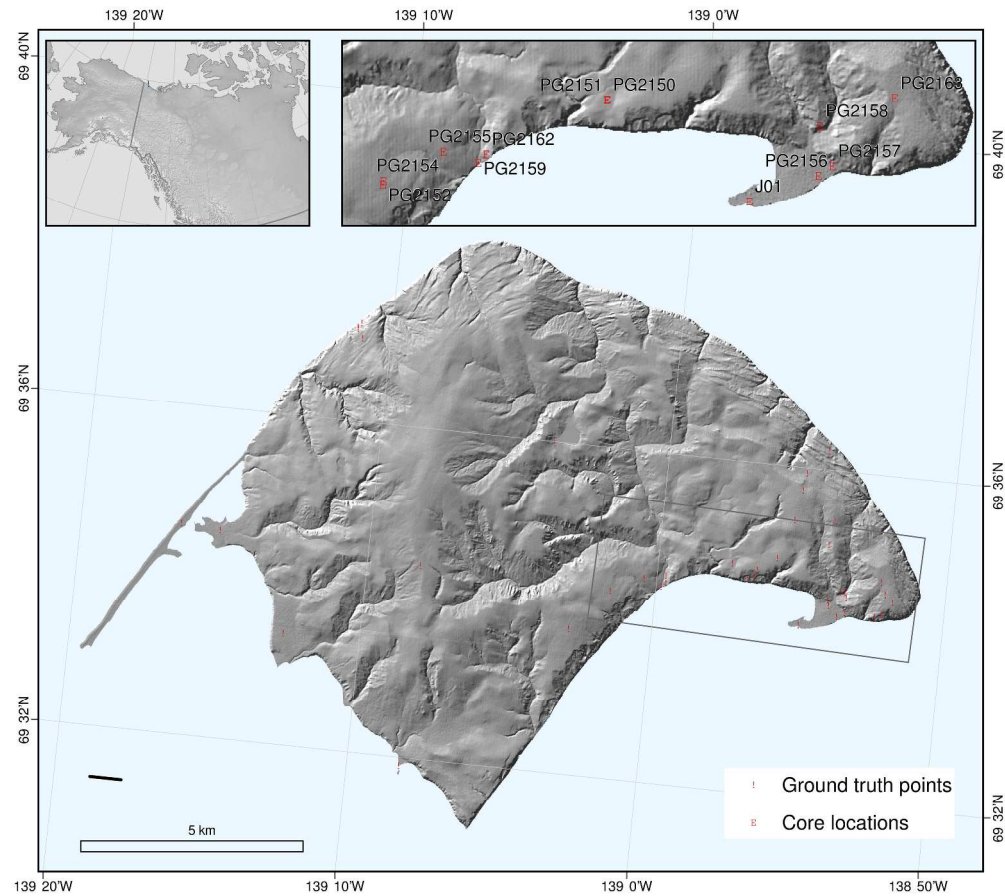 139 20'W
139 10'W
139 0'W
69 40'N
PG2151
PG2150
PG2163
PG2158
PG2155
PG2162
PG2157
PG2156
PG2154
PG2159
PG2152
J01
69 40'N
69 36'N
69 36'N
69 32'N
69 32'N
! Ground truth points
E Core locations
5 km
139 20'W
139 10'W
139 0'W
138 50'W